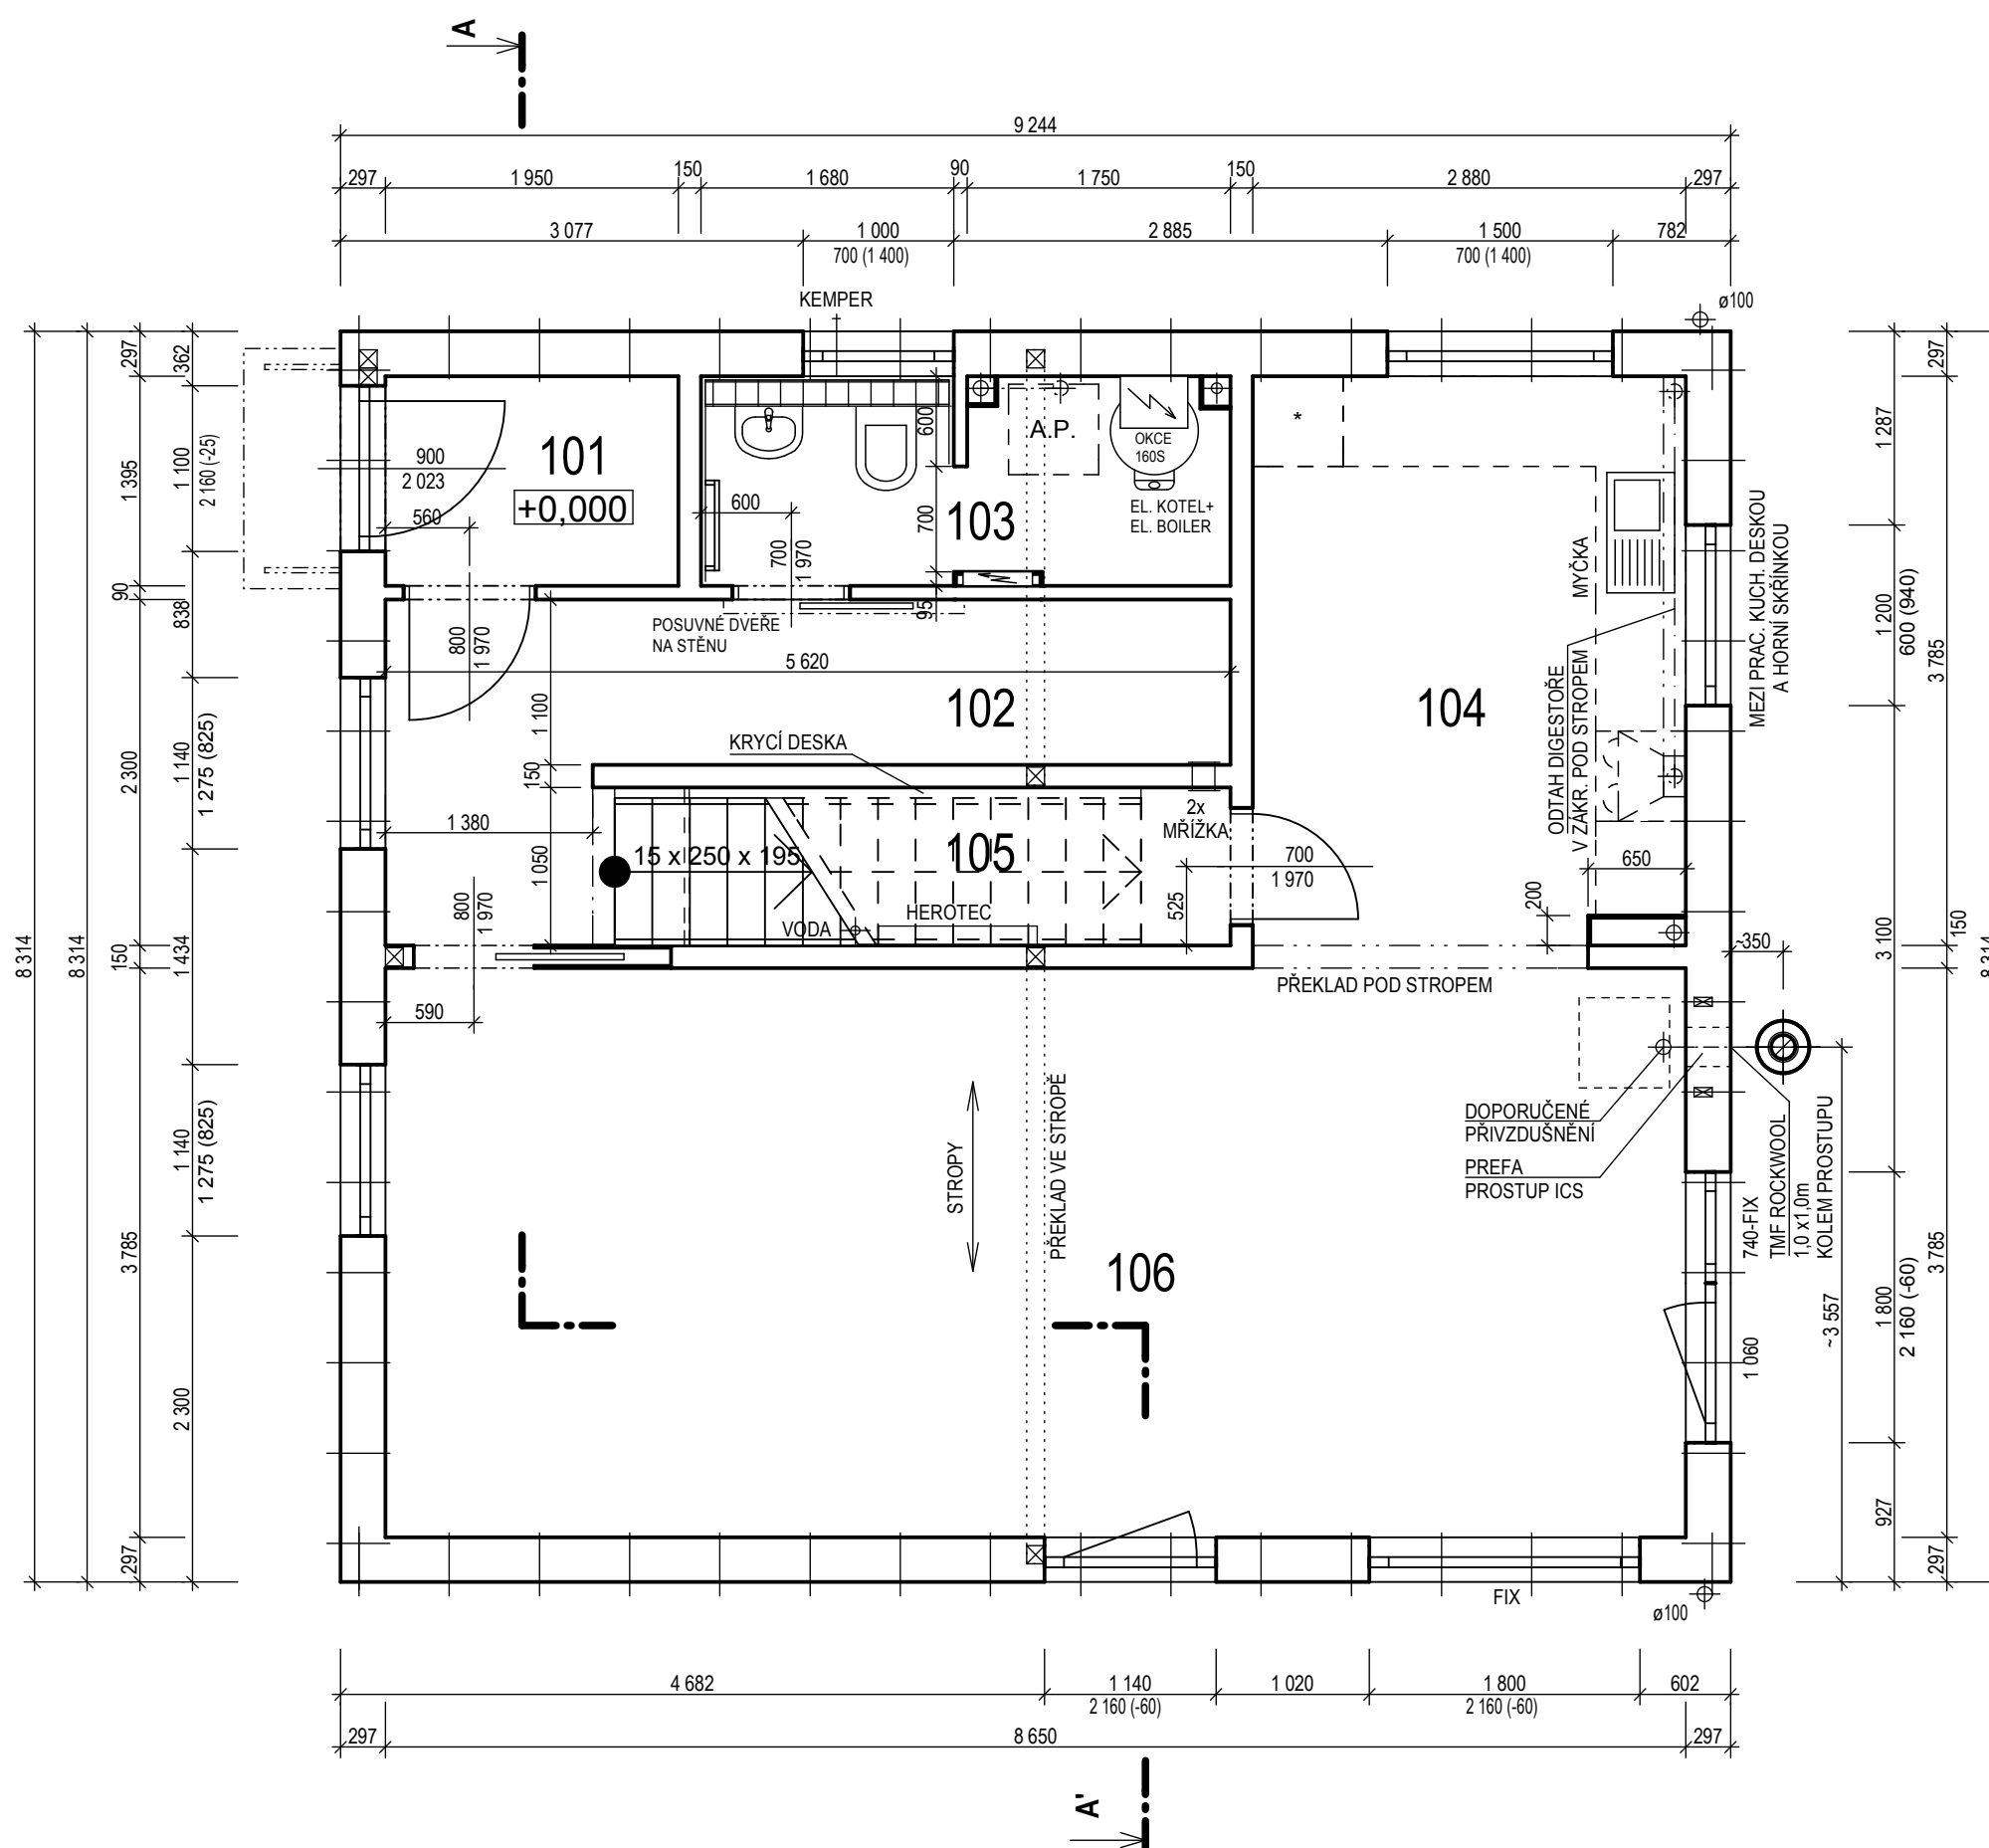 A
9 244
297
1 950
150
1 680
90
1 750
150
2 880
297
3 077
1 000
700 (1 400)
2 885
1 500
700 (1 400)
782
KEMPER
ø100
8 314
8 314
297
1 395
90
2 300
150
3 785
297
362
1 100
2 160 (-25)
838
1 140
1 275 (825)
1 434
1 140
1 275 (825)
2 300
900
2 023
560
101
+0,000
600
700
1 970
600
700
95
103
A.P.
OKCE
160S
EL. KOTEL+
EL. BOILER
*
MYČKA
POSUVNÉ DVEŘE
NA STĚNU
800
1 970
5 620
1 100
102
104
KRYCÍ DESKA
150
1 380
1 050
15 x 250 x 195
105
2x
MŘÍŽKA
VODA
HEROTEC
525
700
1 970
ODTAH DIGESTOŘE
V ZÁKR. POD STROPEM
650
200
800
1 970
590
PŘEKLAD POD STROPEM
~350
STROPY
PŘEKLAD VE STROPĚ
106
DOPORUČENÉ
PŘIVZDUŠNĚNÍ
PREFA
PROSTUP ICS
MEZI PRAC. KUCH. DESKOU
A HORNÍ SKŘÍNKOU
740-FIX
1 060
TMF ROCKWOOL
1,0 x1,0m
KOLEM PROSTUPU
~3 557
1 287
1 200
600 (940)
3 100
1 800
2 160 (-60)
927
297
3 785
150
3 785
297
8 314
FIX
ø100
4 682
1 140
2 160 (-60)
1 020
1 800
2 160 (-60)
602
297
8 650
297
A'